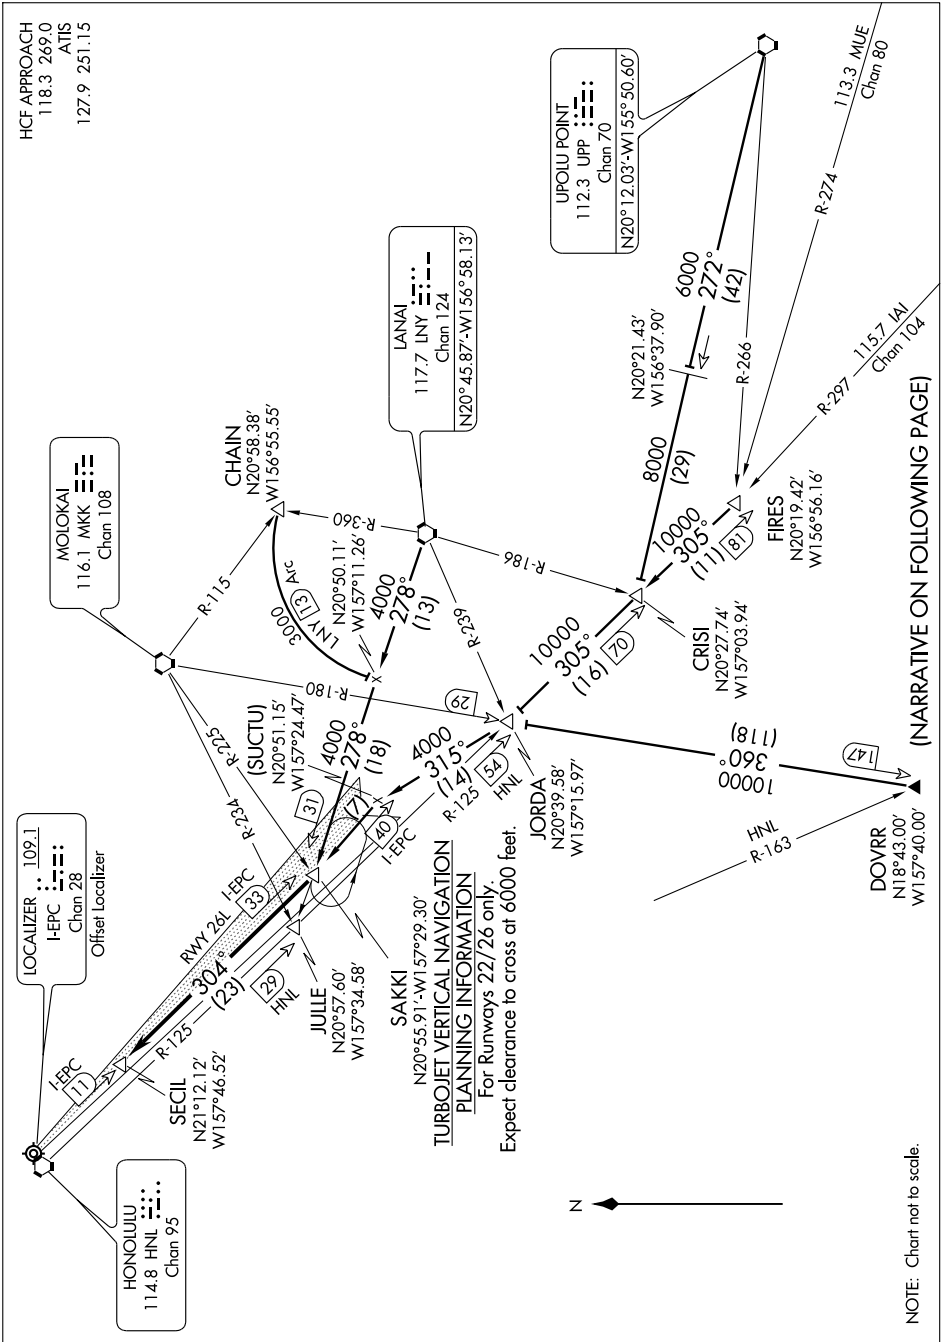 HCF APPROACH
118.3 269.0
ATIS
127.9 251.15
LOCALIZER 109.1
I-EPC
Chan 28
Offset Localizer
HONOLULU
114.8 HNL
Chan 95
MOLOKAI
116.1 MKK
Chan 108
LANAI
117.7 LNY
Chan 124
N20°45.87′-W156°58.13′
UPOLU POINT
112.3 UPP
Chan 70
N20°12.03′-W155°50.60′
113.3 MUE
Chan 80
R-274
115.7 IAI
Chan 104
R-297
R-266
6000
272°
(42)
N20°21.43′
W156°37.90′
8000
(29)
FIRES
N20°19.42′
W156°56.16′
10000
305°
(11)
81
CRISI
N20°27.74′
W157°03.94′
R-186
10000
305°
(16)
70
R-239
CHAIN
N20°58.38′
W156°55.55′
R-115
R-360
3000
LNY 13 Arc
N20°50.11′
W157°11.26′
4000
278°
(13)
R-180
29
(SUCTU)
N20°51.15′
W157°24.47′
4000
278°
(18)
4000
315°
(14)
R-125
54
HNL
JORDA
N20°39.58′
W157°15.97′
10000
360°
(118)
147
DOVRR
N18°43.00′
W157°40.00′
HNL
R-163
R-225
R-234
31
(7)
40
I-EPC
I-EPC
33
RWY 26L
304°
(23)
29
HNL
R-125
I-EPC
11
SECIL
N21°12.12′
W157°46.52′
JULLE
N20°57.60′
W157°34.58′
SAKKI
N20°55.91′-W157°29.30′
TURBOJET VERTICAL NAVIGATION
PLANNING INFORMATION
For Runways 22/26 only.
Expect clearance to cross at 6000 feet.
N
NOTE: Chart not to scale.
(NARRATIVE ON FOLLOWING PAGE)